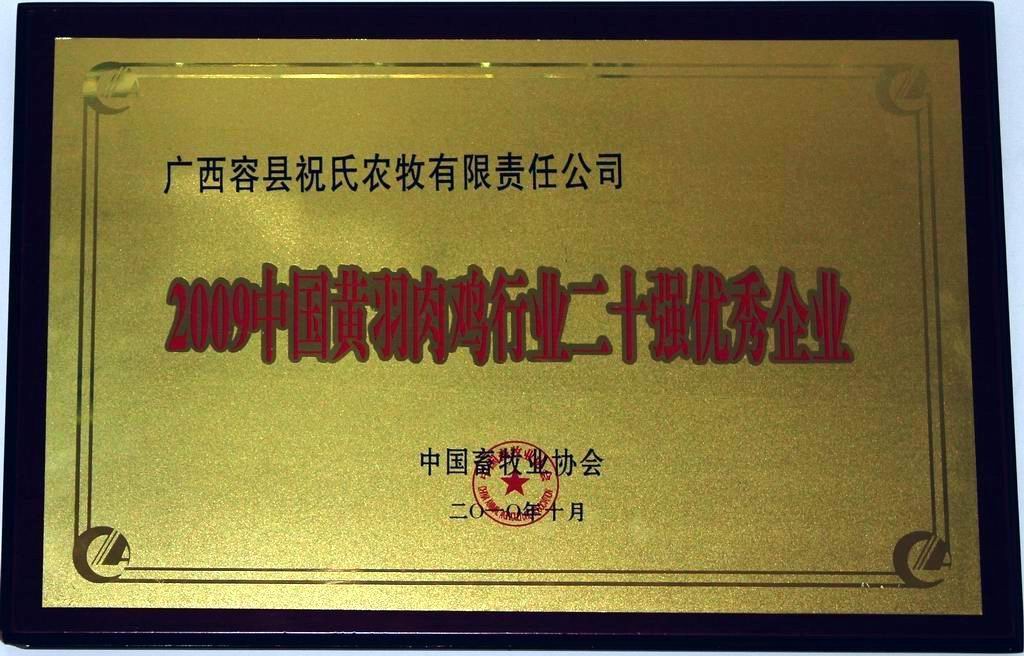 广西容县祝氏农牧有限责任公司
2009中国黄羽肉鸡行业二十强优秀企业
中国畜牧业协会
二〇一〇年十月